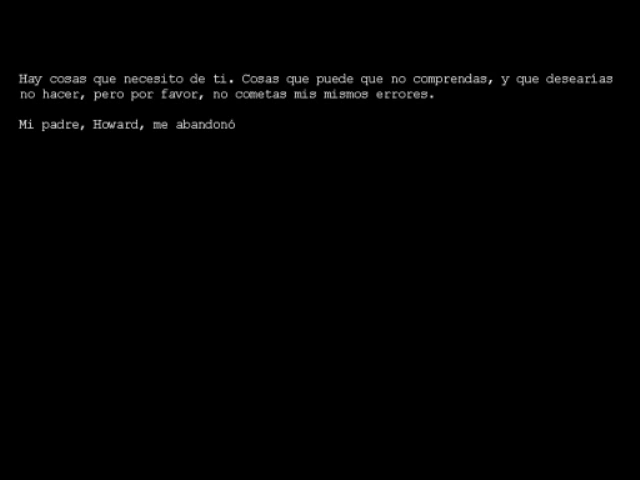 Hay cosas que necesito de ti. Cosas que puede que no comprendas, y que desearías
no hacer, pero por favor, no cometas mis mismos errores.
Mi padre, Howard, me abandonó